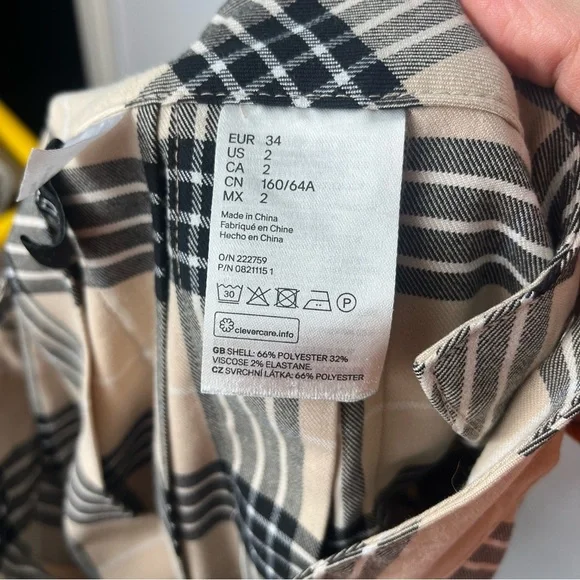 EUR 34
US 2
CA 2
CN 160/64A
MX 2
Made in China
Fabriqué en Chine
Hecho en China
O/N 222759
P/N 0821115 1
30 P
clevercare.info
GB SHELL: 66% POLYESTER 32%
VISCOSE 2% ELASTANE.
CZ SVRCHNÍ LÁTKA: 66% POLYESTER